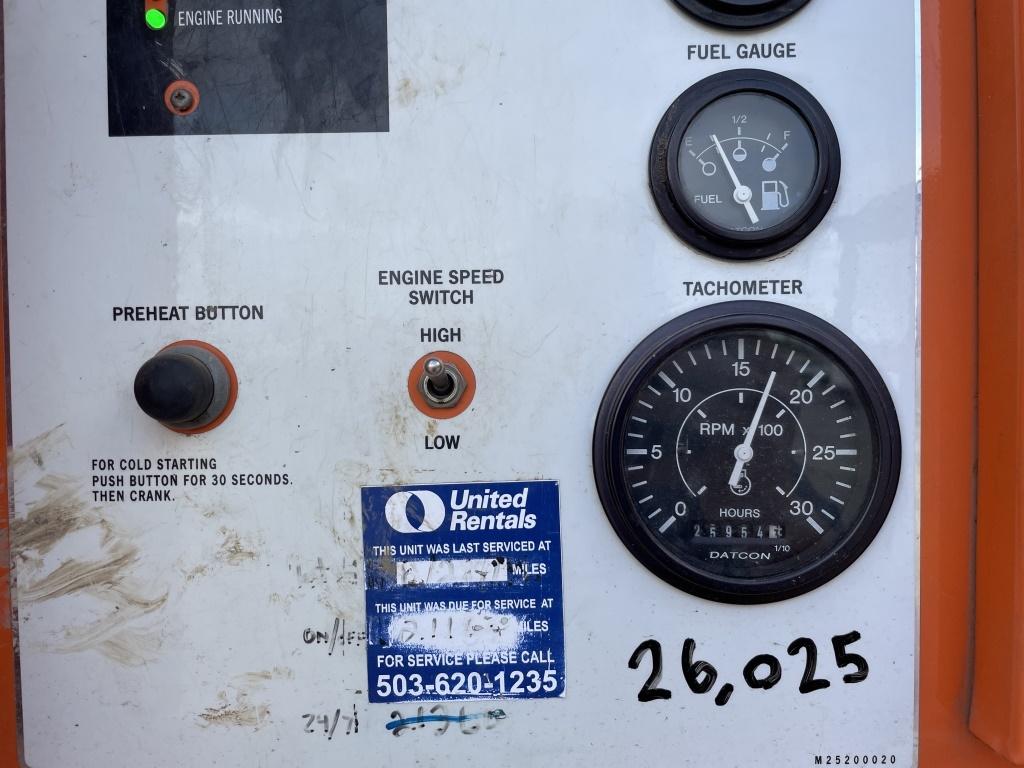 ENGINE RUNNING
FUEL GAUGE
E 1/2 F
FUEL
PREHEAT BUTTON
FOR COLD STARTING
PUSH BUTTON FOR 30 SECONDS.
THEN CRANK.
ENGINE SPEED
SWITCH
HIGH
LOW
TACHOMETER
0 5 10 15 20 25 30
RPM x 100
HOURS
1/10
DATCON
United
Rentals
THIS UNIT WAS LAST SERVICED AT
MILES
THIS UNIT WAS DUE FOR SERVICE AT
MILES
FOR SERVICE PLEASE CALL
503-620-1235
24/7
26,025
M25200020